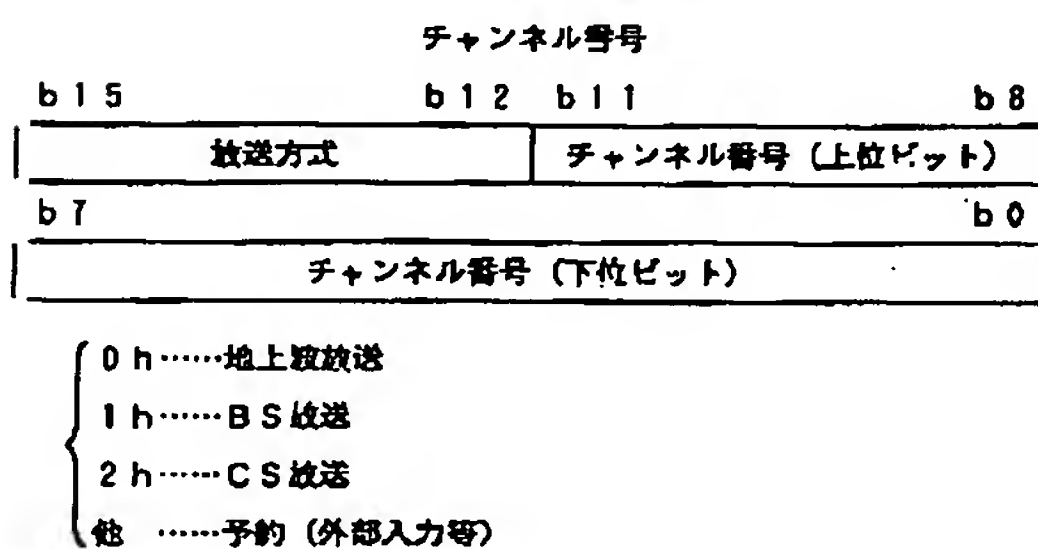 チャンネル番号
b15 b12 b11 b8
放送方式 チャンネル番号(上位ビット)
b7 b0
チャンネル番号(下位ビット)
0h……地上波放送
1h……BS放送
2h……CS放送
他 ……予約(外部入力等)